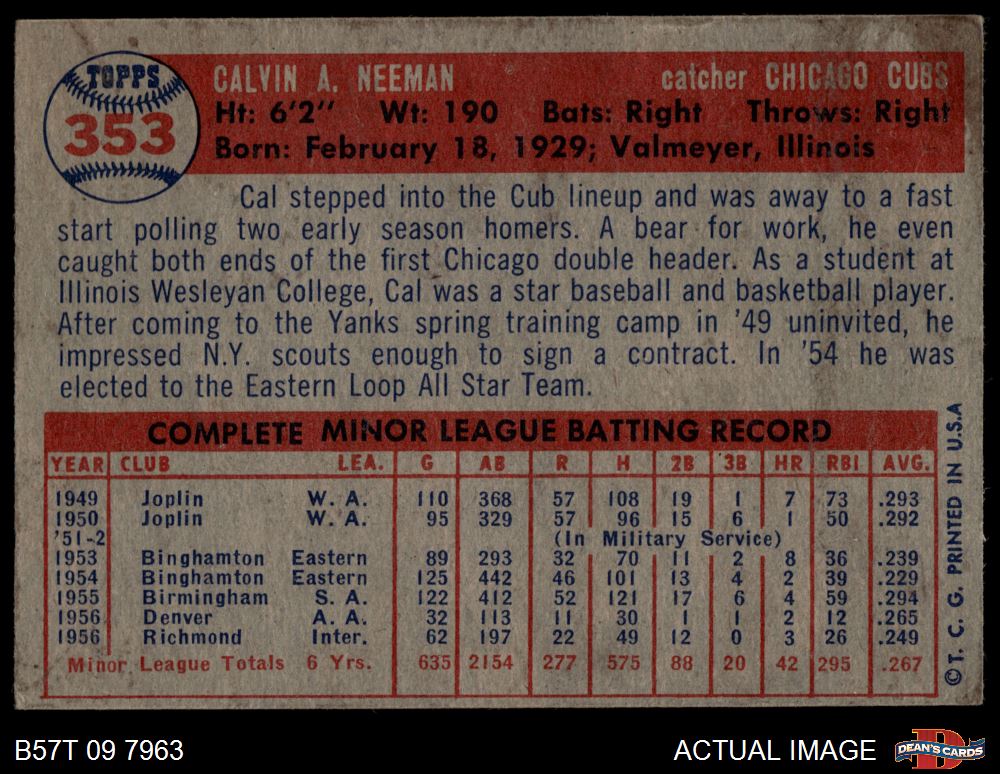 TOPPS
353
CALVIN A. NEEMAN catcher CHICAGO CUBS
Ht: 6'2" Wt: 190 Bats: Right Throws: Right
Born: February 18, 1929; Valmeyer, Illinois
Cal stepped into the Cub lineup and was away to a fast
start polling two early season homers. A bear for work, he even
caught both ends of the first Chicago double header. As a student at
Illinois Wesleyan College, Cal was a star baseball and basketball player.
After coming to the Yanks spring training camp in '49 uninvited, he
impressed N.Y. scouts enough to sign a contract. In '54 he was
elected to the Eastern Loop All Star Team.
COMPLETE MINOR LEAGUE BATTING RECORD
YEAR CLUB LEA. G AB R H 2B 3B HR RBI AVG.
1949 Joplin W. A. 110 368 57 108 19 1 7 73 .293
1950 Joplin W. A. 95 329 57 96 15 6 1 50 .292
'51-2 (In Military Service)
1953 Binghamton Eastern 89 293 32 70 11 2 8 36 .239
1954 Binghamton Eastern 125 442 46 101 13 4 2 39 .229
1955 Birmingham S. A. 122 412 52 121 17 6 4 59 .294
1956 Denver A. A. 32 113 11 30 1 1 2 12 .265
1956 Richmond Inter. 62 197 22 49 12 0 3 26 .249
Minor League Totals 6 Yrs. 635 2154 277 575 88 20 42 295 .267
© T. C. G. PRINTED IN U.S.A
B57T 09 7963 ACTUAL IMAGE DEAN'S CARDS